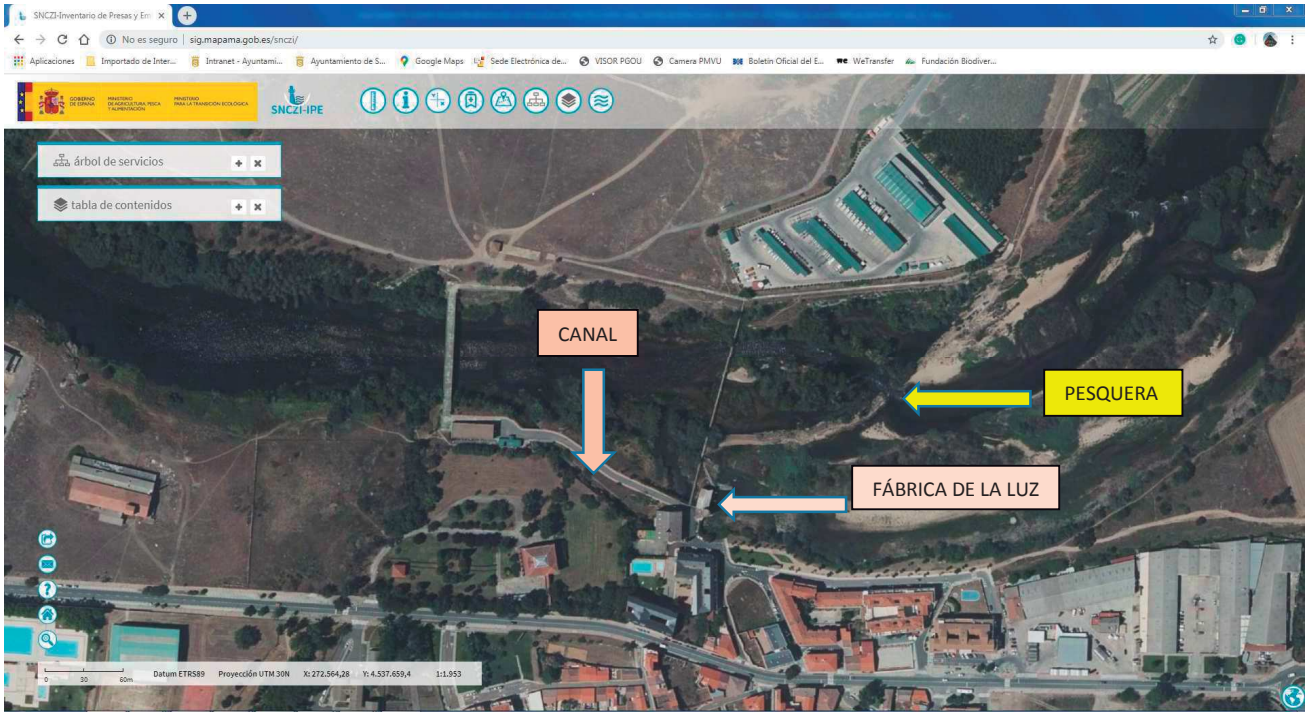 SNCZI-Inventario de Presas y Em
No es seguro | sig.mapama.gob.es/snczi/
Aplicaciones Importado de Inter... Intranet - Ayuntami... Ayuntamiento de S... Google Maps Sede Electrónica de... VISOR PGOU Camera PMVU Boletin Oficial del E... WeTransfer Fundación Biodiver...
GOBIERNO DE ESPAÑA
MINISTERIO DE AGRICULTURA, PESCA Y ALIMENTACIÓN
MINISTERIO PARA LA TRANSICIÓN ECOLÓGICA
SNCZI-IPE
árbol de servicios
tabla de contenidos
CANAL
PESQUERA
FÁBRICA DE LA LUZ
0 30 60m Datum ETRS89 Proyección UTM 30N X: 272.564,28 Y: 4.537.659,4 1:1.953